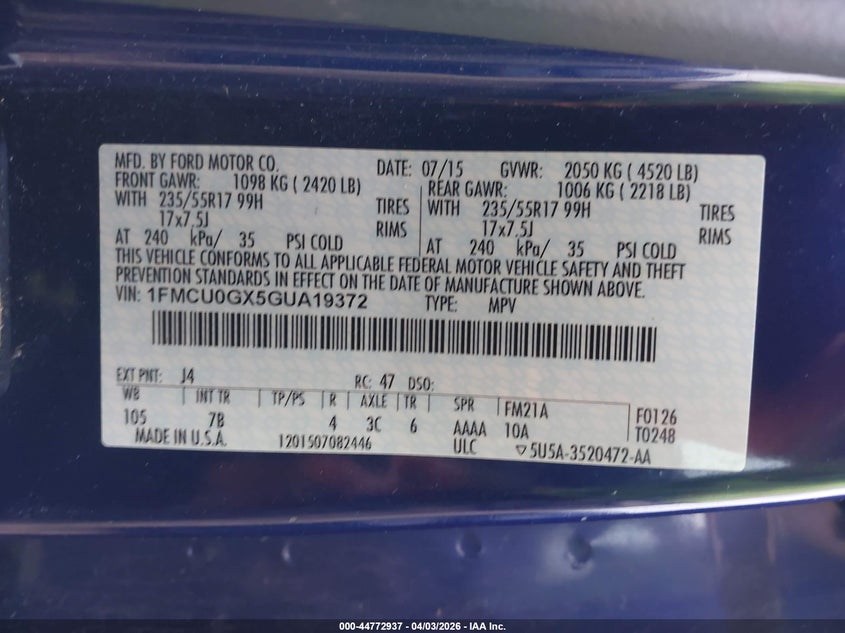 MFD. BY FORD MOTOR CO. DATE: 07/15 GVWR: 2050 KG ( 4520 LB)
FRONT GAWR: 1098 KG ( 2420 LB) REAR GAWR: 1006 KG ( 2218 LB)
WITH 235/55R17 99H TIRES WITH 235/55R17 99H TIRES
17x7.5J RIMS 17x7.5J RIMS
AT 240 kPa/ 35 PSI COLD AT 240 kPa/ 35 PSI COLD
THIS VEHICLE CONFORMS TO ALL APPLICABLE FEDERAL MOTOR VEHICLE SAFETY AND THEFT
PREVENTION STANDARDS IN EFFECT ON THE DATE OF MANUFACTURE SHOWN ABOVE.
VIN: 1FMCU0GX5GUA19372 TYPE: MPV
EXT PNT: J4 RC: 47 DSO:
WB INT TR TP/PS R AXLE TR SPR FM21A F0126
105 7B 4 3C 6 AAAA 10A T0248
MADE IN U.S.A. 1201507082446 ULC ▽5U5A-3520472-AA
000-44772937 - 04/03/2026 - IAA Inc.